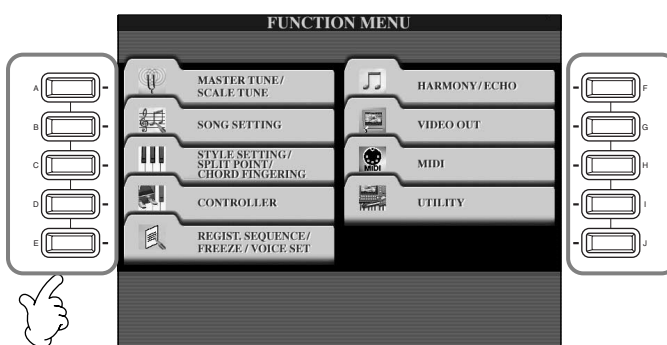 FUNCTION MENU
A
MASTER TUNE/
SCALE TUNE
B
SONG SETTING
C
STYLE SETTING/
SPLIT POINT/
CHORD FINGERING
D
CONTROLLER
E
REGIST. SEQUENCE/
FREEZE/VOICE SET
HARMONY/ECHO
F
VIDEO OUT
G
MIDI
MIDI
H
UTILITY
I
J